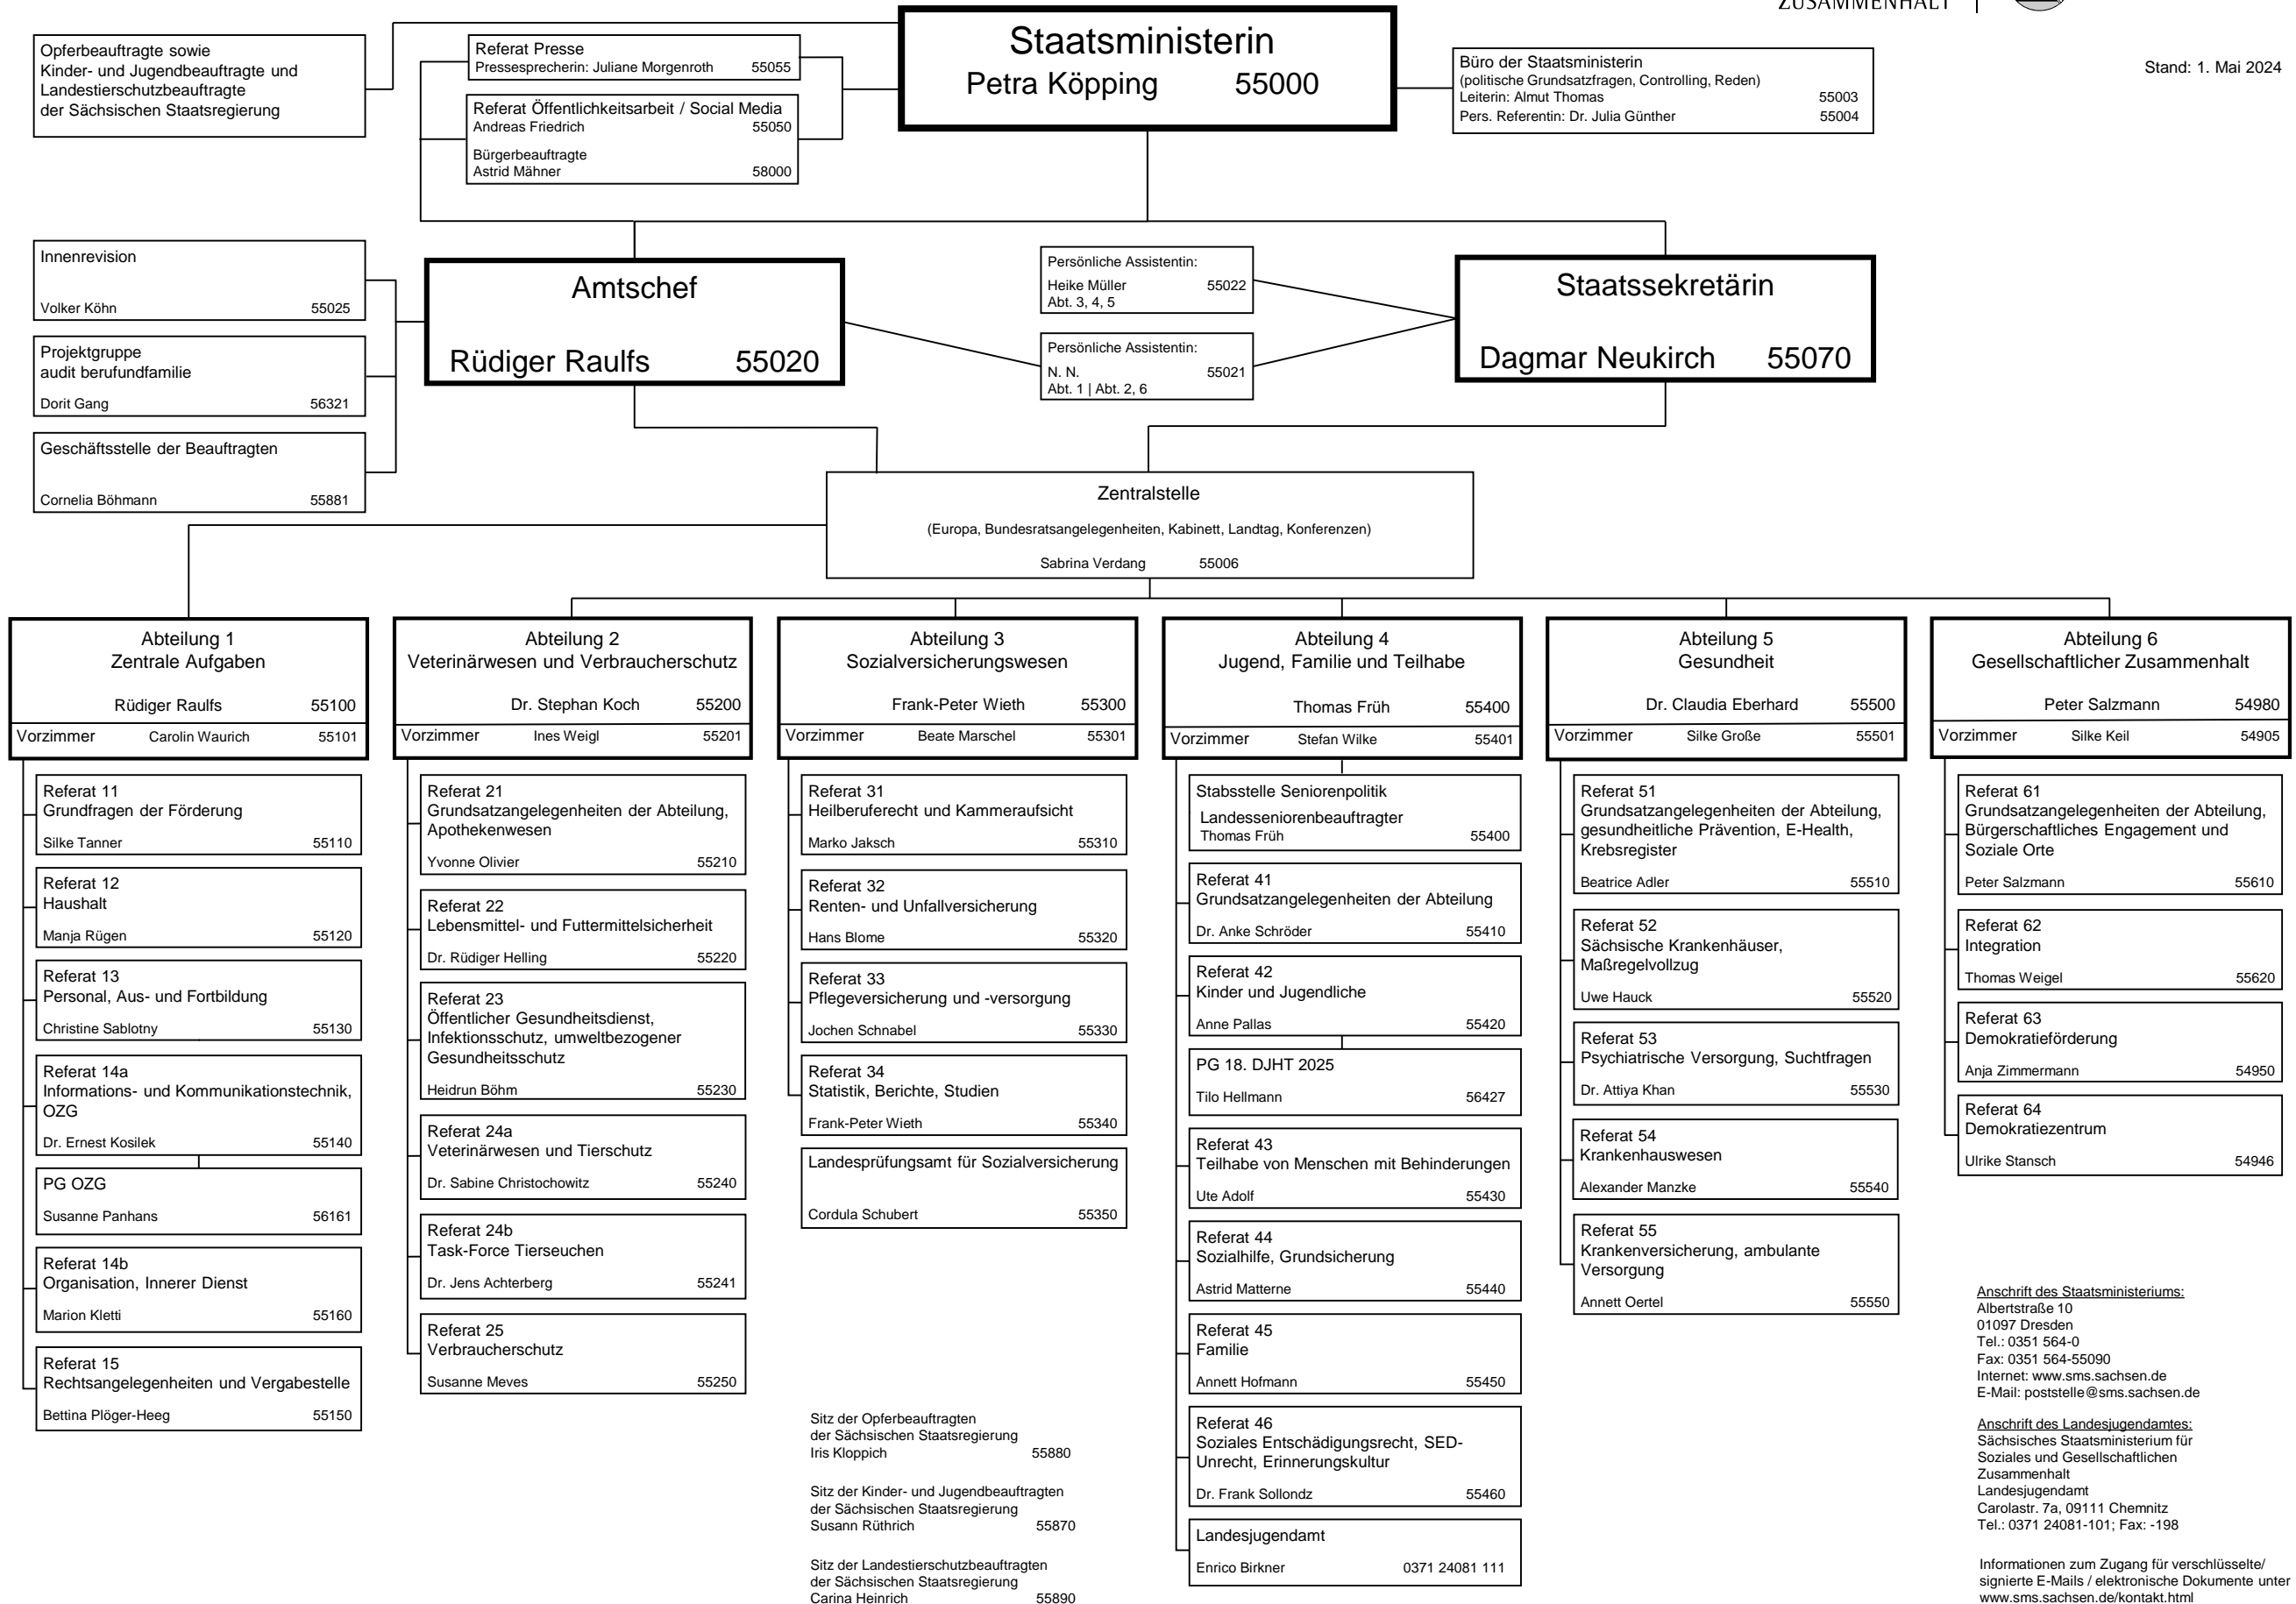 ZUSAMMENHALT
Stand: 1. Mai 2024
Opferbeauftragte sowie
Kinder- und Jugendbeauftragte und
Landestierschutzbeauftragte
der Sächsischen Staatsregierung
Referat Presse
Pressesprecherin: Juliane Morgenroth 55055
Referat Öffentlichkeitsarbeit / Social Media
Andreas Friedrich 55050
Bürgerbeauftragte
Astrid Mähner 58000
Staatsministerin
Petra Köpping 55000
Büro der Staatsministerin
(politische Grundsatzfragen, Controlling, Reden)
Leiterin: Almut Thomas 55003
Pers. Referentin: Dr. Julia Günther 55004
Innenrevision
Volker Köhn 55025
Projektgruppe
audit berufundfamilie
Dorit Gang 56321
Geschäftsstelle der Beauftragten
Cornelia Böhmann 55881
Amtschef
Rüdiger Raulfs 55020
Persönliche Assistentin:
Heike Müller 55022
Abt. 3, 4, 5
Persönliche Assistentin:
N. N. 55021
Abt. 1 | Abt. 2, 6
Staatssekretärin
Dagmar Neukirch 55070
Zentralstelle
(Europa, Bundesratsangelegenheiten, Kabinett, Landtag, Konferenzen)
Sabrina Verdang 55006
Abteilung 1
Zentrale Aufgaben
Rüdiger Raulfs 55100
Vorzimmer Carolin Waurich 55101
Referat 11
Grundfragen der Förderung
Silke Tanner 55110
Referat 12
Haushalt
Manja Rügen 55120
Referat 13
Personal, Aus- und Fortbildung
Christine Sablotny 55130
Referat 14a
Informations- und Kommunikationstechnik,
OZG
Dr. Ernest Kosilek 55140
PG OZG
Susanne Panhans 56161
Referat 14b
Organisation, Innerer Dienst
Marion Kletti 55160
Referat 15
Rechtsangelegenheiten und Vergabestelle
Bettina Plöger-Heeg 55150
Abteilung 2
Veterinärwesen und Verbraucherschutz
Dr. Stephan Koch 55200
Vorzimmer Ines Weigl 55201
Referat 21
Grundsatzangelegenheiten der Abteilung,
Apothekenwesen
Yvonne Olivier 55210
Referat 22
Lebensmittel- und Futtermittelsicherheit
Dr. Rüdiger Helling 55220
Referat 23
Öffentlicher Gesundheitsdienst,
Infektionsschutz, umweltbezogener
Gesundheitsschutz
Heidrun Böhm 55230
Referat 24a
Veterinärwesen und Tierschutz
Dr. Sabine Christochowitz 55240
Referat 24b
Task-Force Tierseuchen
Dr. Jens Achterberg 55241
Referat 25
Verbraucherschutz
Susanne Meves 55250
Abteilung 3
Sozialversicherungswesen
Frank-Peter Wieth 55300
Vorzimmer Beate Marschel 55301
Referat 31
Heilberuferecht und Kammeraufsicht
Marko Jaksch 55310
Referat 32
Renten- und Unfallversicherung
Hans Blome 55320
Referat 33
Pflegeversicherung und -versorgung
Jochen Schnabel 55330
Referat 34
Statistik, Berichte, Studien
Frank-Peter Wieth 55340
Landesprüfungsamt für Sozialversicherung
Cordula Schubert 55350
Sitz der Opferbeauftragten
der Sächsischen Staatsregierung
Iris Kloppich 55880
Sitz der Kinder- und Jugendbeauftragten
der Sächsischen Staatsregierung
Susann Rüthrich 55870
Sitz der Landestierschutzbeauftragten
der Sächsischen Staatsregierung
Carina Heinrich 55890
Abteilung 4
Jugend, Familie und Teilhabe
Thomas Früh 55400
Vorzimmer Stefan Wilke 55401
Stabsstelle Seniorenpolitik
Landesseniorenbeauftragter
Thomas Früh 55400
Referat 41
Grundsatzangelegenheiten der Abteilung
Dr. Anke Schröder 55410
Referat 42
Kinder und Jugendliche
Anne Pallas 55420
PG 18. DJHT 2025
Tilo Hellmann 56427
Referat 43
Teilhabe von Menschen mit Behinderungen
Ute Adolf 55430
Referat 44
Sozialhilfe, Grundsicherung
Astrid Matterne 55440
Referat 45
Familie
Annett Hofmann 55450
Referat 46
Soziales Entschädigungsrecht, SED-
Unrecht, Erinnerungskultur
Dr. Frank Sollondz 55460
Landesjugendamt
Enrico Birkner 0371 24081 111
Abteilung 5
Gesundheit
Dr. Claudia Eberhard 55500
Vorzimmer Silke Große 55501
Referat 51
Grundsatzangelegenheiten der Abteilung,
gesundheitliche Prävention, E-Health,
Krebsregister
Beatrice Adler 55510
Referat 52
Sächsische Krankenhäuser,
Maßregelvollzug
Uwe Hauck 55520
Referat 53
Psychiatrische Versorgung, Suchtfragen
Dr. Attiya Khan 55530
Referat 54
Krankenhauswesen
Alexander Manzke 55540
Referat 55
Krankenversicherung, ambulante
Versorgung
Annett Oertel 55550
Abteilung 6
Gesellschaftlicher Zusammenhalt
Peter Salzmann 54980
Vorzimmer Silke Keil 54905
Referat 61
Grundsatzangelegenheiten der Abteilung,
Bürgerschaftliches Engagement und
Soziale Orte
Peter Salzmann 55610
Referat 62
Integration
Thomas Weigel 55620
Referat 63
Demokratieförderung
Anja Zimmermann 54950
Referat 64
Demokratiezentrum
Ulrike Stansch 54946
Anschrift des Staatsministeriums:
Albertstraße 10
01097 Dresden
Tel.: 0351 564-0
Fax: 0351 564-55090
Internet: www.sms.sachsen.de
E-Mail: poststelle@sms.sachsen.de
Anschrift des Landesjugendamtes:
Sächsisches Staatsministerium für
Soziales und Gesellschaftlichen
Zusammenhalt
Landesjugendamt
Carolastr. 7a, 09111 Chemnitz
Tel.: 0371 24081-101; Fax: -198
Informationen zum Zugang für verschlüsselte/
signierte E-Mails / elektronische Dokumente unter
www.sms.sachsen.de/kontakt.html